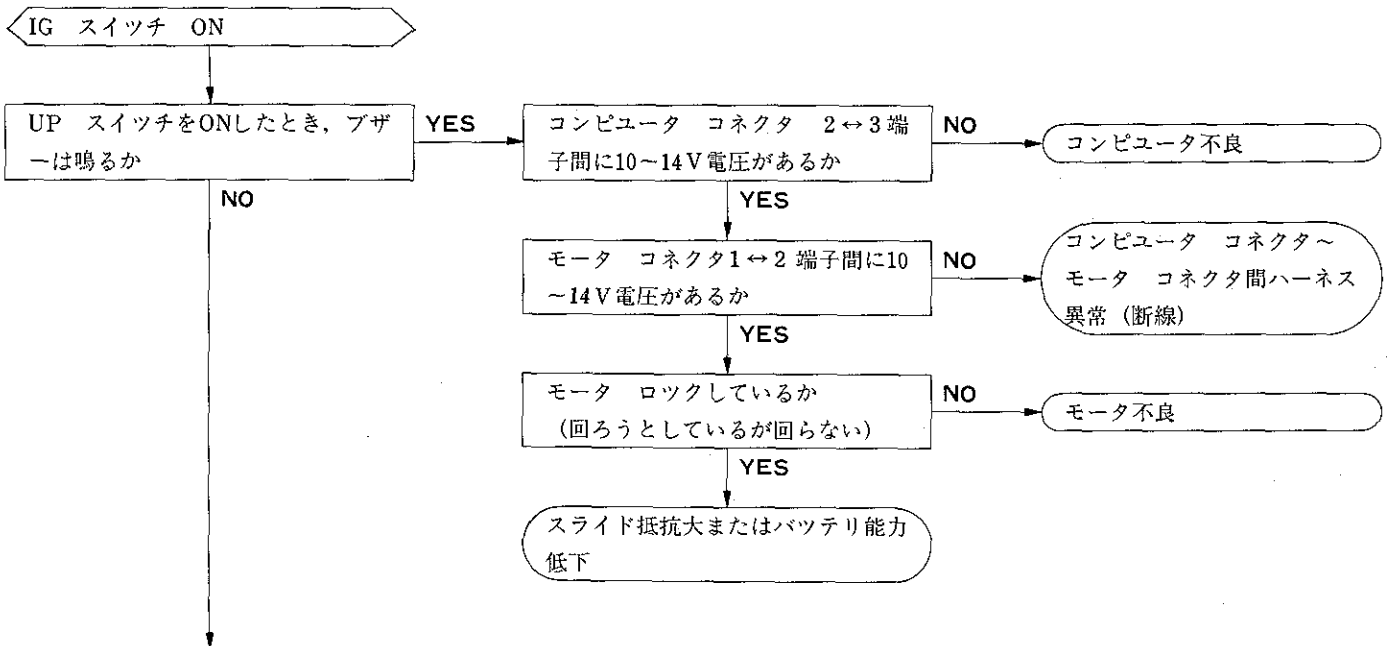 IG スイッチ ON
UP スイッチをONしたとき，ブザ
ーは鳴るか
YES
NO
コンピユータ コネクタ 2↔3端
子間に10～14V電圧があるか
NO
コンピユータ不良
YES
モータ コネクタ1↔2端子間に10
～14V電圧があるか
NO
コンピユータ コネクタ～
モータ コネクタ間ハーネス
異常（断線）
YES
モータ ロツクしているか
（回ろうとしているが回らない）
NO
モータ不良
YES
スライド抵抗大またはバツテリ能力
低下